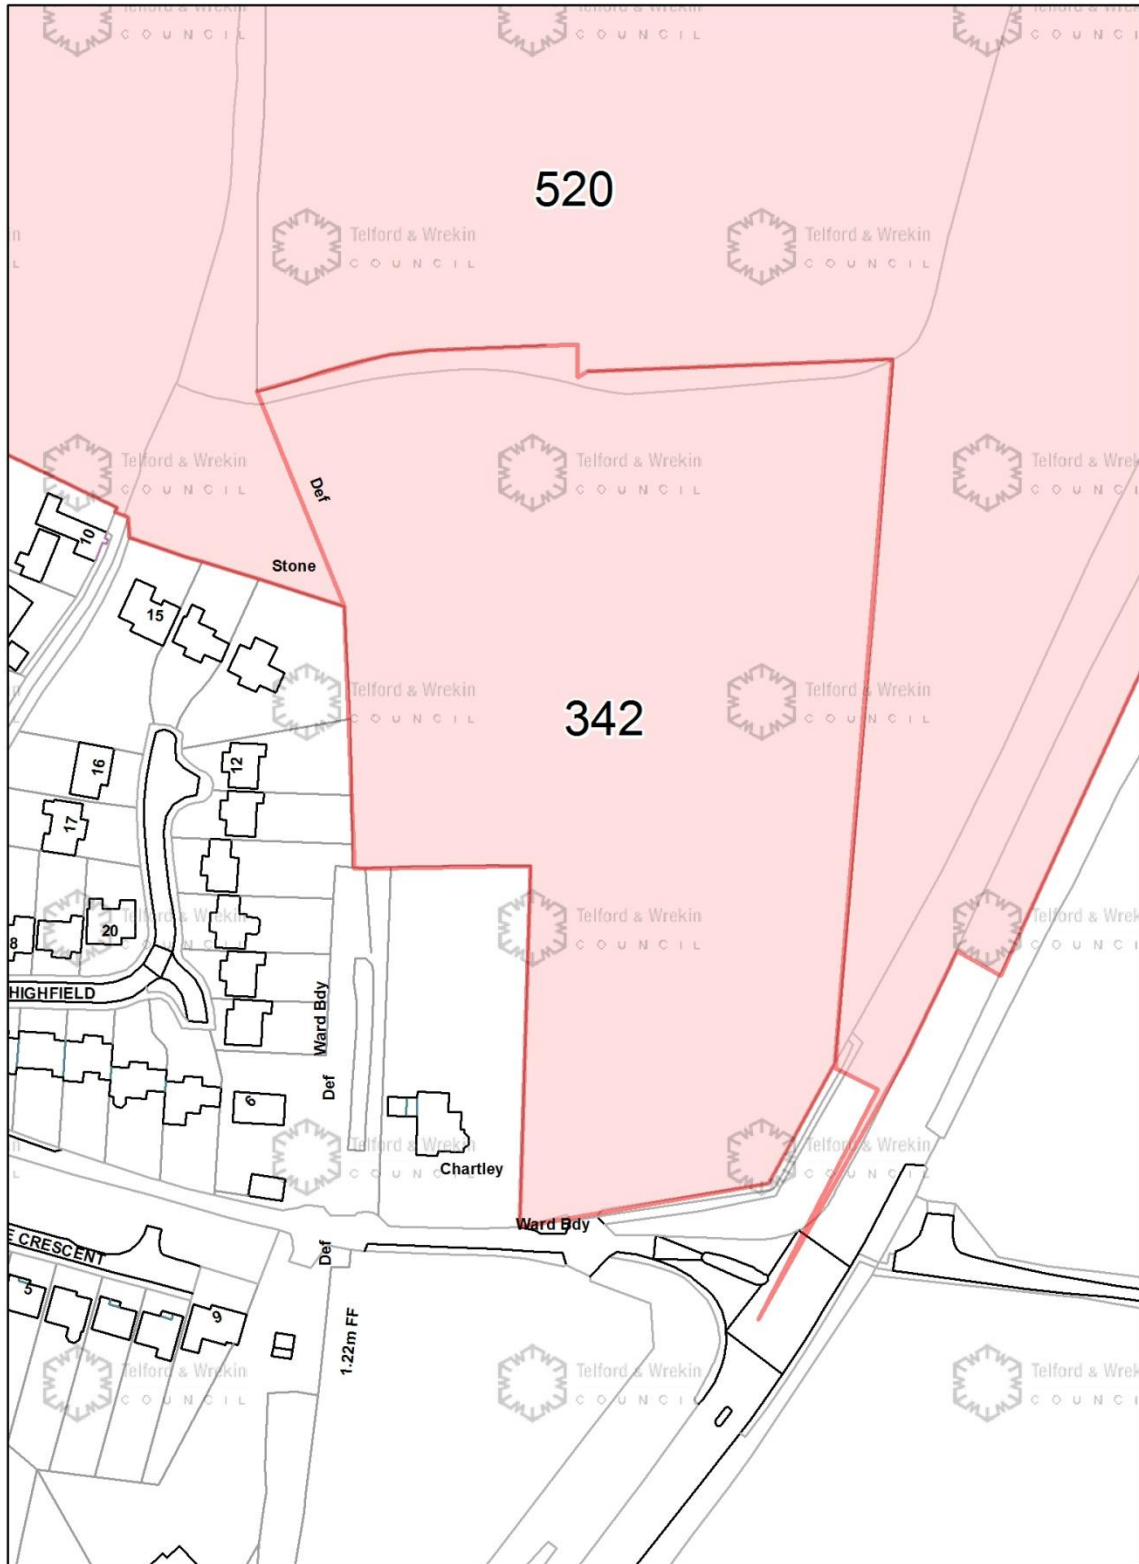 520
Def
Stone
10
15
342
12
16
17
20
8
HIGHFIELD
Ward Bdy
Def
6
Chartley
Ward Bdy
E CRESCENT
Def
5
9
1.22m FF
Telford & Wrekin
COUNCIL